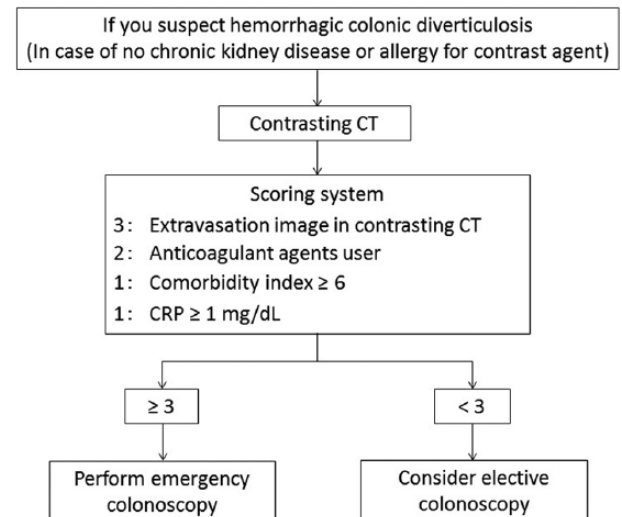 If you suspect hemorrhagic colonic diverticulosis
(In case of no chronic kidney disease or allergy for contrast agent)
Contrasting CT
Scoring system
3: Extravasation image in contrasting CT
2: Anticoagulant agents user
1: Comorbidity index ≥ 6
1: CRP ≥ 1 mg/dL
≥ 3
< 3
Perform emergency
colonoscopy
Consider elective
colonoscopy